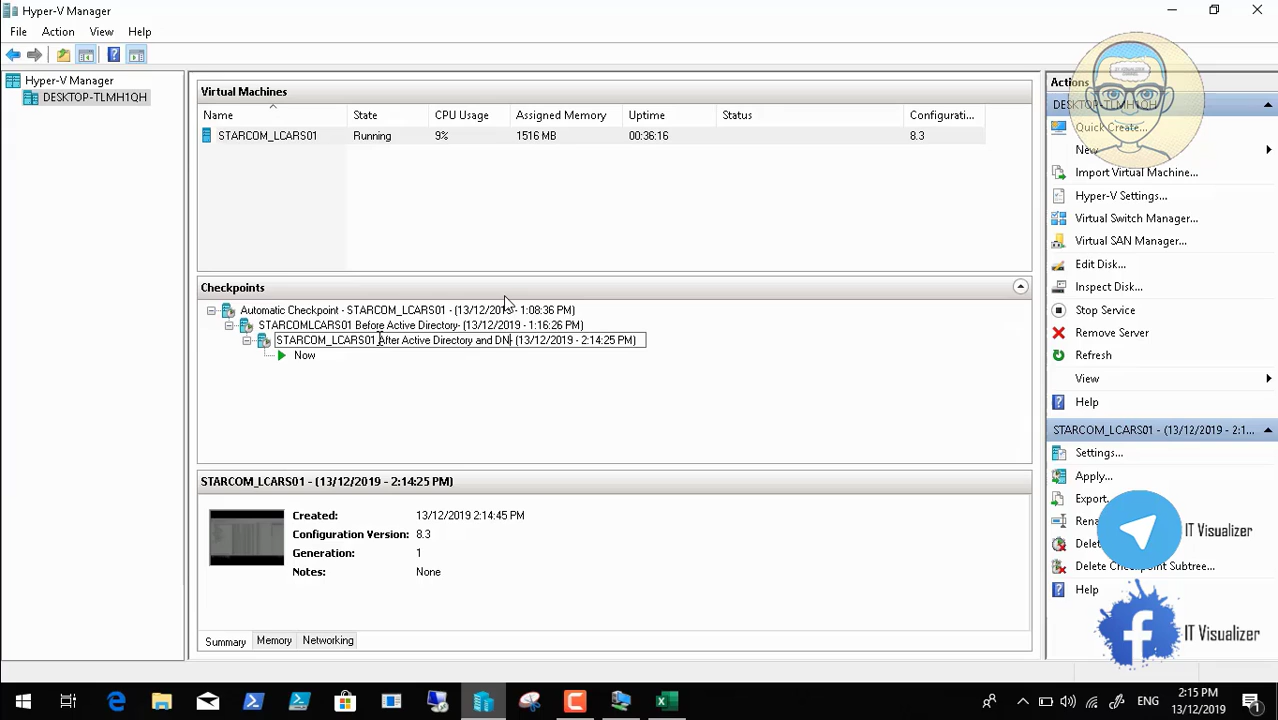 Hyper-V Manager
File Action View Help
Hyper-V Manager
DESKTOP-TLMH1QH
Virtual Machines
Name State CPU Usage Assigned Memory Uptime Status Configurati...
STARCOM_LCARS01 Running 9% 1516 MB 00:36:16 8.3
Checkpoints
Automatic Checkpoint - STARCOM_LCARS01 - (13/12/2019 - 1:08:36 PM)
STARCOMLCARS01 Before Active Directory- (13/12/2019 - 1:16:26 PM)
STARCOM_LCARS01 After Active Directory and DN- (13/12/2019 - 2:14:25 PM)
Now
STARCOM_LCARS01 - (13/12/2019 - 2:14:25 PM)
Created: 13/12/2019 2:14:45 PM
Configuration Version: 8.3
Generation: 1
Notes: None
Summary Memory Networking
Actions
DESKTOP-TLMH1QH
Quick Create...
New
Import Virtual Machine...
Hyper-V Settings...
Virtual Switch Manager...
Virtual SAN Manager...
Edit Disk...
Inspect Disk...
Stop Service
Remove Server
Refresh
View
Help
STARCOM_LCARS01 - (13/12/2019 - 2:1...
Settings...
Apply...
Export.
Delete Checkpoint Subtree...
Help
IT Visualizer
IT Visualizer
ENG
2:15 PM
13/12/2019